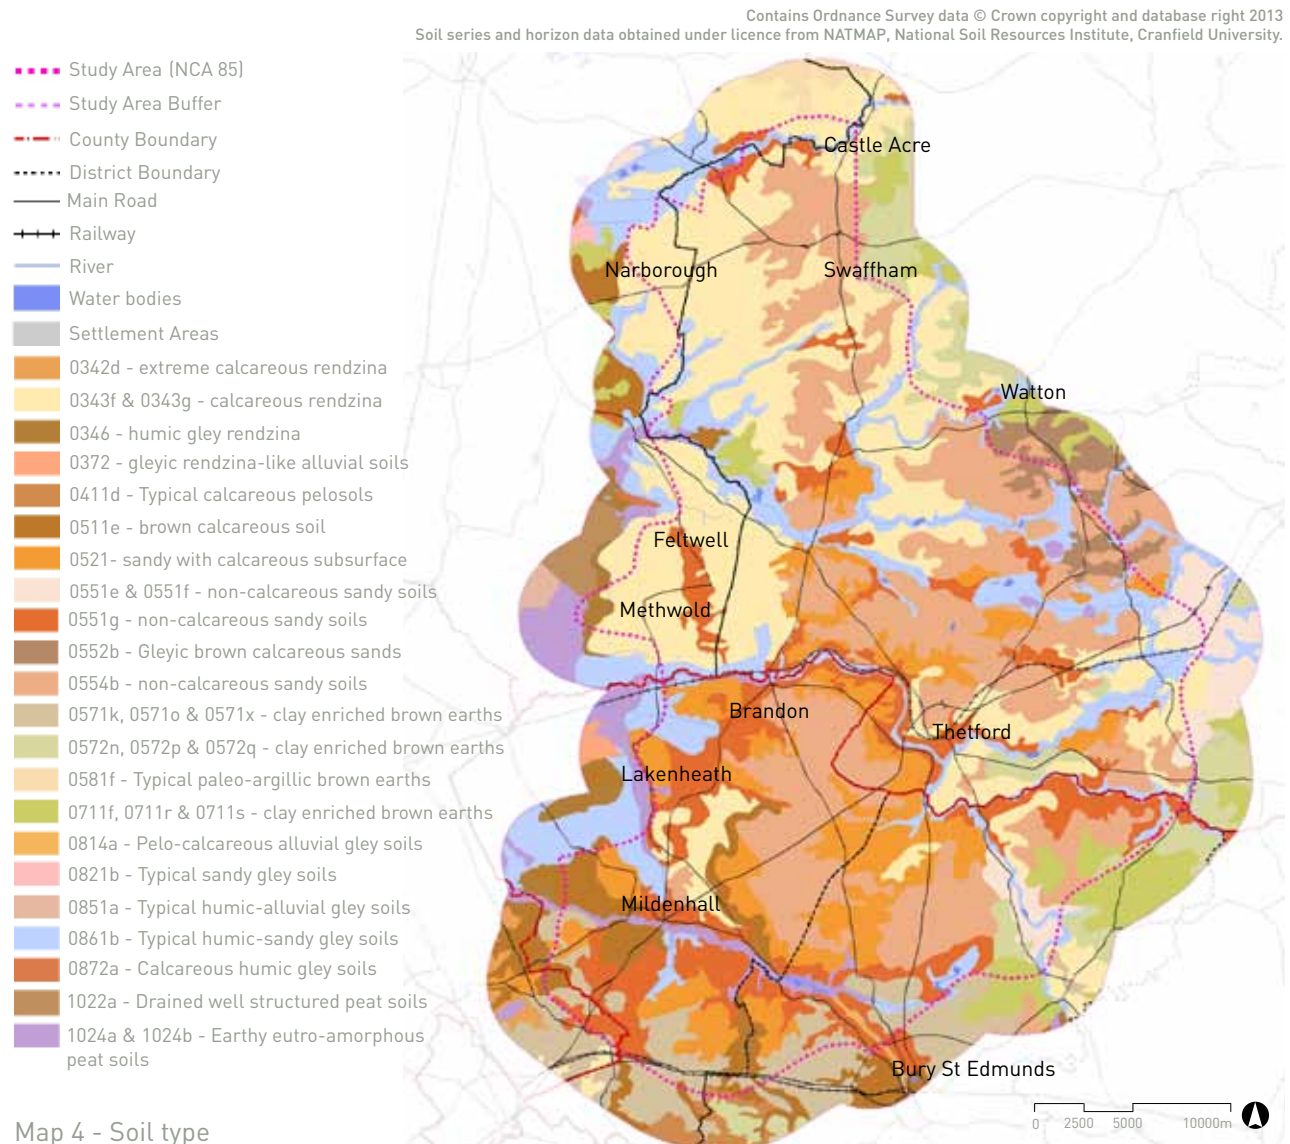 Contains Ordnance Survey data © Crown copyright and database right 2013
Soil series and horizon data obtained under licence from NATMAP, National Soil Resources Institute, Cranfield University.
Study Area (NCA 85)
Study Area Buffer
County Boundary
District Boundary
Main Road
Railway
River
Water bodies
Settlement Areas
0342d - extreme calcareous rendzina
0343f & 0343g - calcareous rendzina
0346 - humic gley rendzina
0372 - gleyic rendzina-like alluvial soils
0411d - Typical calcareous pelosols
0511e - brown calcareous soil
0521- sandy with calcareous subsurface
0551e & 0551f - non-calcareous sandy soils
0551g - non-calcareous sandy soils
0552b - Gleyic brown calcareous sands
0554b - non-calcareous sandy soils
0571k, 0571o & 0571x - clay enriched brown earths
0572n, 0572p & 0572q - clay enriched brown earths
0581f - Typical paleo-argillic brown earths
0711f, 0711r & 0711s - clay enriched brown earths
0814a - Pelo-calcareous alluvial gley soils
0821b - Typical sandy gley soils
0851a - Typical humic-alluvial gley soils
0861b - Typical humic-sandy gley soils
0872a - Calcareous humic gley soils
1022a - Drained well structured peat soils
1024a & 1024b - Earthy eutro-amorphous
peat soils
Map 4 - Soil type
Castle Acre
Narborough
Swaffham
Watton
Feltwell
Methwold
Brandon
Thetford
Lakenheath
Mildenhall
Bury St Edmunds
0 2500 5000 10000m